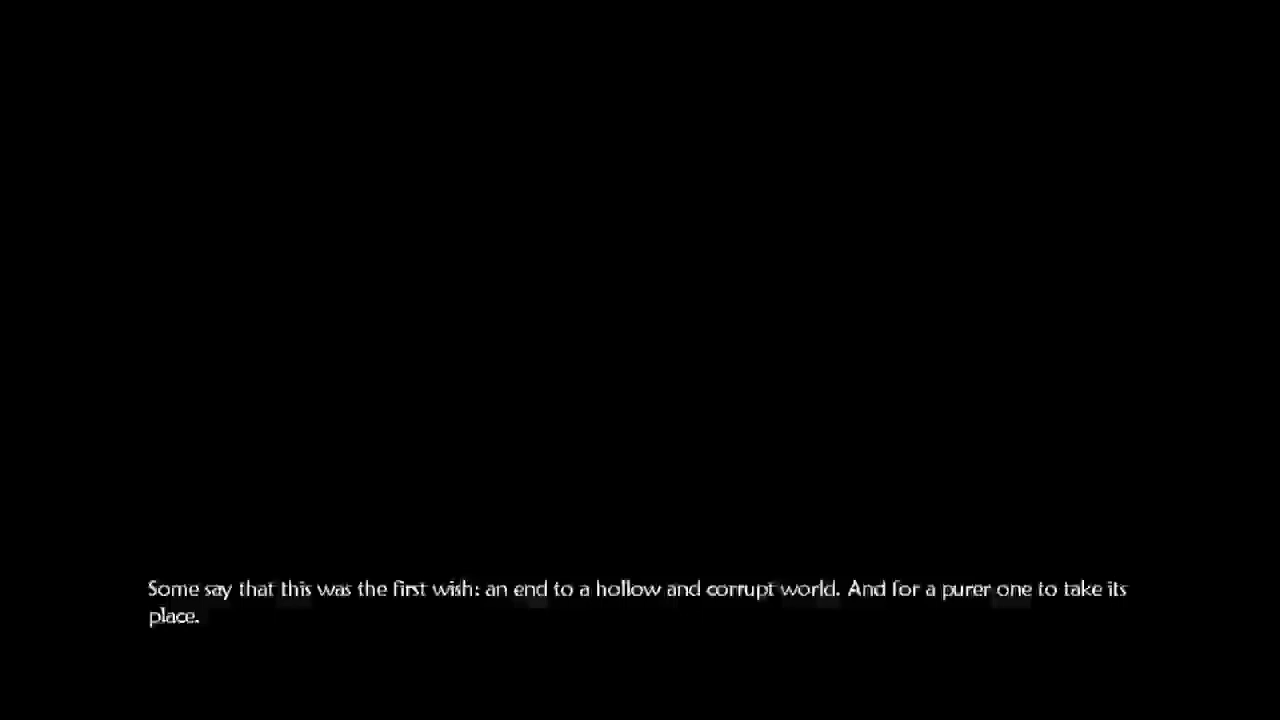 Some say that this was the first wish: an end to a hollow and corrupt world. And for a purer one to take its
place.